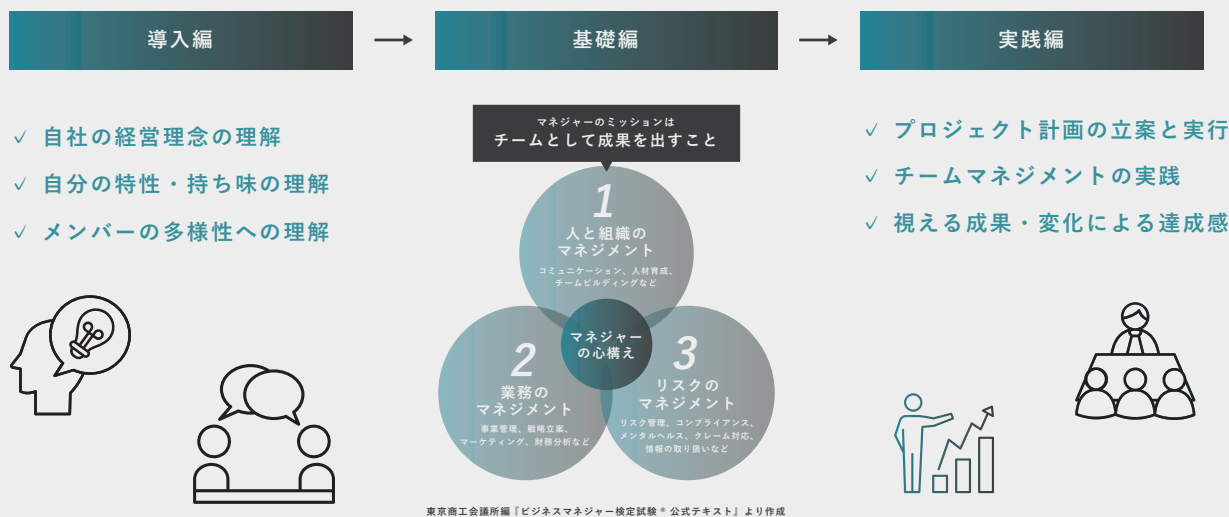 導入編
自社の経営理念の理解
自分の特性・持ち味の理解
メンバーの多様性への理解
基礎編
マネジャーのミッションは
チームとして成果を出すこと
1
人と組織の
マネジメント
コミュニケーション、人材育成、
チームビルディングなど
マネジャー
の心構え
2
業務の
マネジメント
事業管理、戦略立案、
マーケティング、財務分析など
3
リスクの
マネジメント
リスク管理、コンプライアンス、
メンタルヘルス、クレーム対応、
情報の取り扱いなど
東京商工会議所編『ビジネスマネジャー検定試験®公式テキスト』より作成
実践編
プロジェクト計画の立案と実行
チームマネジメントの実践
視える成果・変化による達成感